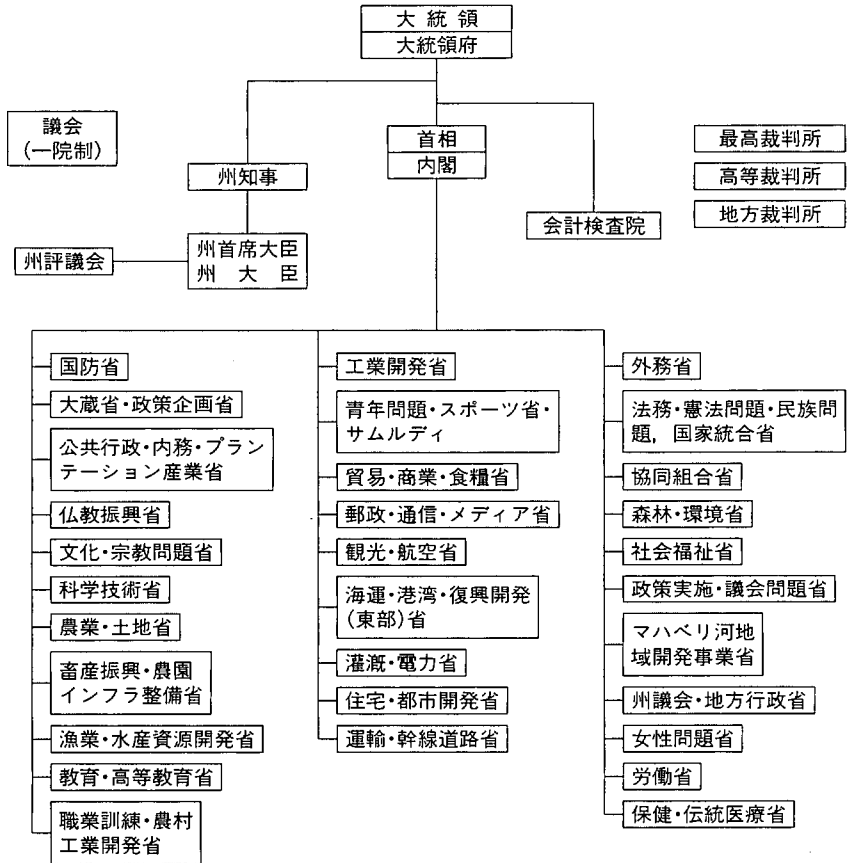 大統領
大統領府
議会
(一院制)
首相
内閣
州知事
最高裁判所
高等裁判所
地方裁判所
会計検査院
州評議会
州首席大臣
州大臣
国防省
大蔵省・政策企画省
公共行政・内務・プラン
テーション産業省
仏教振興省
文化・宗教問題省
科学技術省
農業・土地省
畜産振興・農園
インフラ整備省
漁業・水産資源開発省
教育・高等教育省
職業訓練・農村
工業開発省
工業開発省
青年問題・スポーツ省・
サムルディ
貿易・商業・食糧省
郵政・通信・メディア省
観光・航空省
海運・港湾・復興開発
(東部)省
灌漑・電力省
住宅・都市開発省
運輸・幹線道路省
外務省
法務・憲法問題・民族問
題，国家統合省
協同組合省
森林・環境省
社会福祉省
政策実施・議会問題省
マハベリ河地
域開発事業省
州議会・地方行政省
女性問題省
労働省
保健・伝統医療省